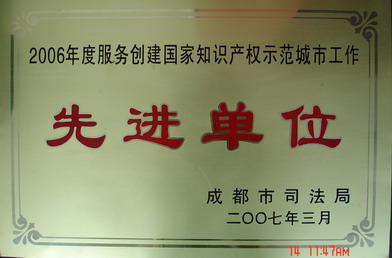 2006年度服务创建国家知识产权示范城市工作
先进单位
成都市司法局
二〇〇七年三月
14 11:47AM